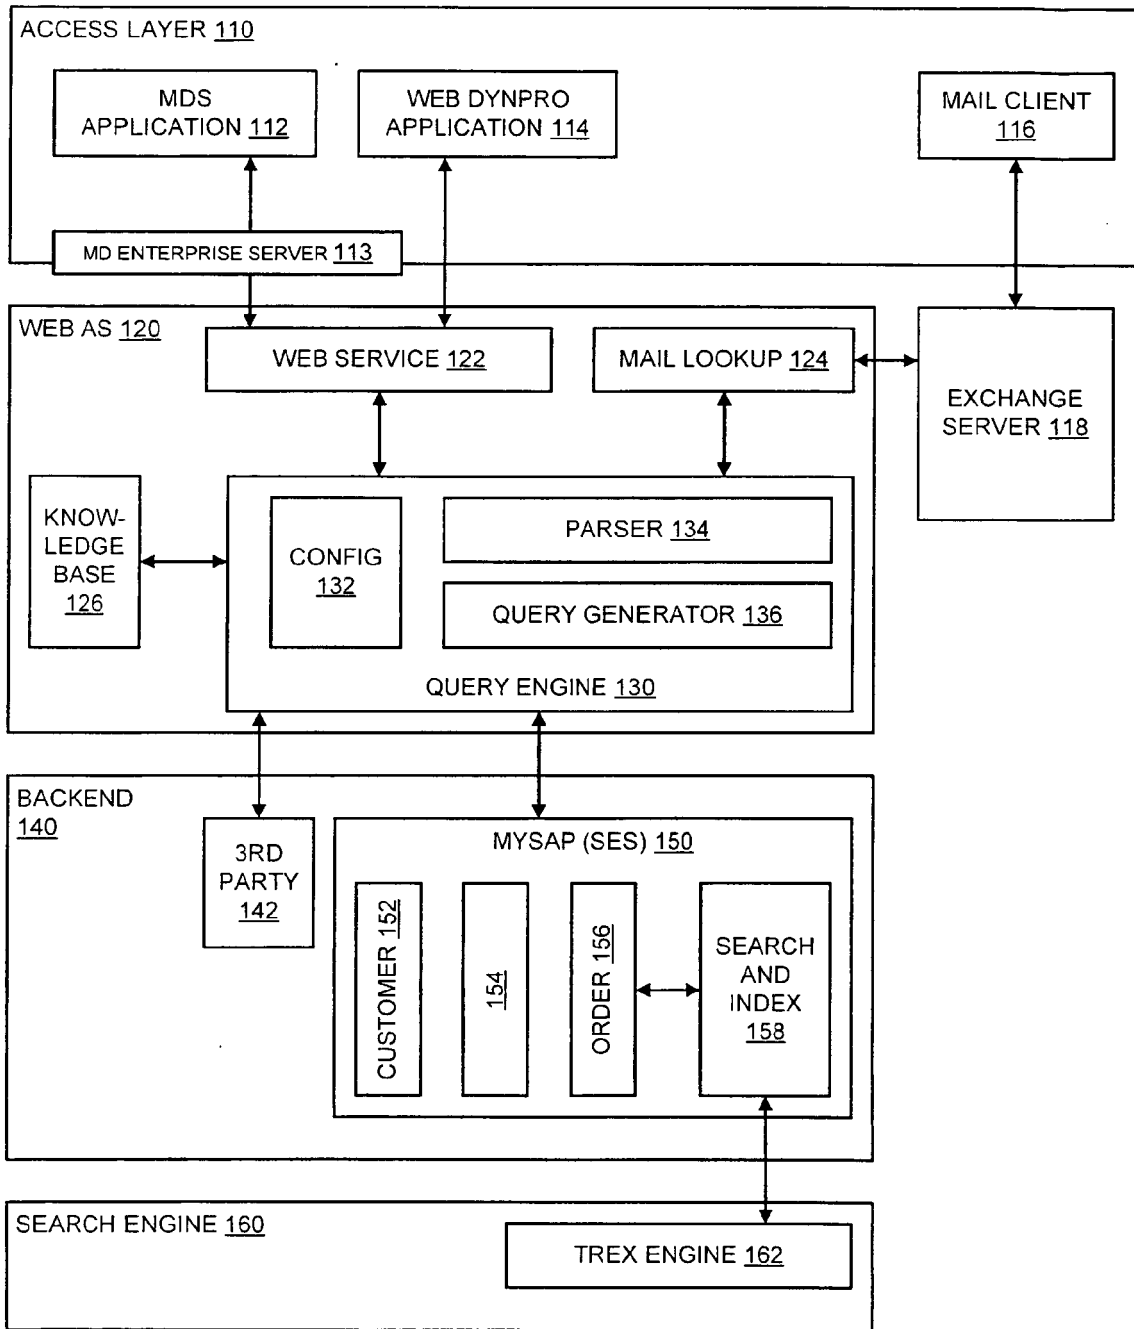 ACCESS LAYER 110
MDS
APPLICATION 112
WEB DYNPRO
APPLICATION 114
MAIL CLIENT
116
MD ENTERPRISE SERVER 113
WEB AS 120
WEB SERVICE 122
MAIL LOOKUP 124
EXCHANGE
SERVER 118
KNOW-
LEDGE
BASE
126
CONFIG
132
PARSER 134
QUERY GENERATOR 136
QUERY ENGINE 130
BACKEND
140
3RD
PARTY
142
MYSAP (SES) 150
CUSTOMER 152
154
ORDER 156
SEARCH
AND
INDEX
158
SEARCH ENGINE 160
TREX ENGINE 162